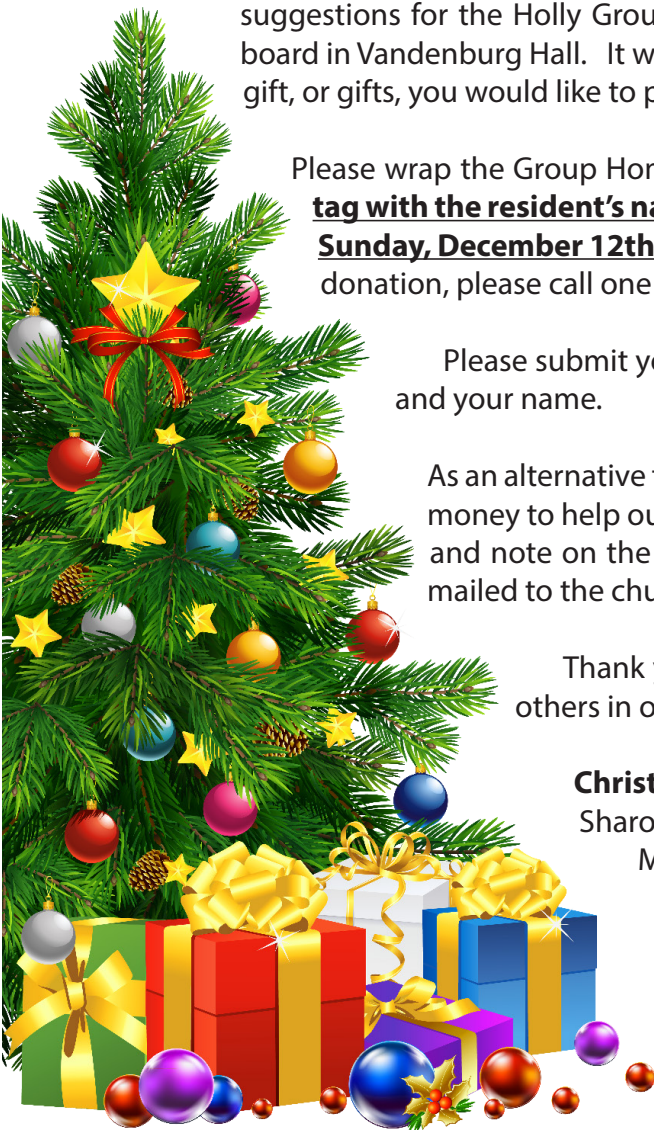 suggestions for the Holly Grou
board in Vandenburg Hall. It w
gift, or gifts, you would like to p
Please wrap the Group Hor
tag with the resident’s na
Sunday, December 12th
donation, please call one
Please submit yo
and your name.
As an alternative t
money to help ou
and note on the
mailed to the chu
Thank y
others in o
Christ
Sharo
M